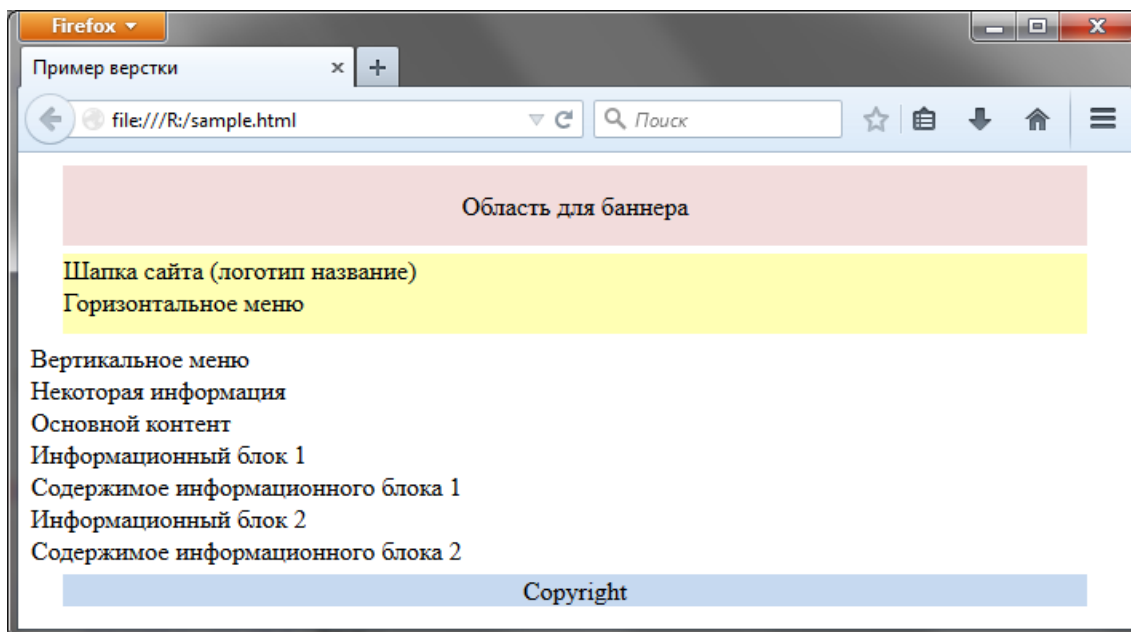 Firefox
Пример верстки
file:///R:/sample.html
Поиск
Область для баннера
Шапка сайта (логотип название)
Горизонтальное меню
Вертикальное меню
Некоторая информация
Основной контент
Информационный блок 1
Содержимое информационного блока 1
Информационный блок 2
Содержимое информационного блока 2
Copyright